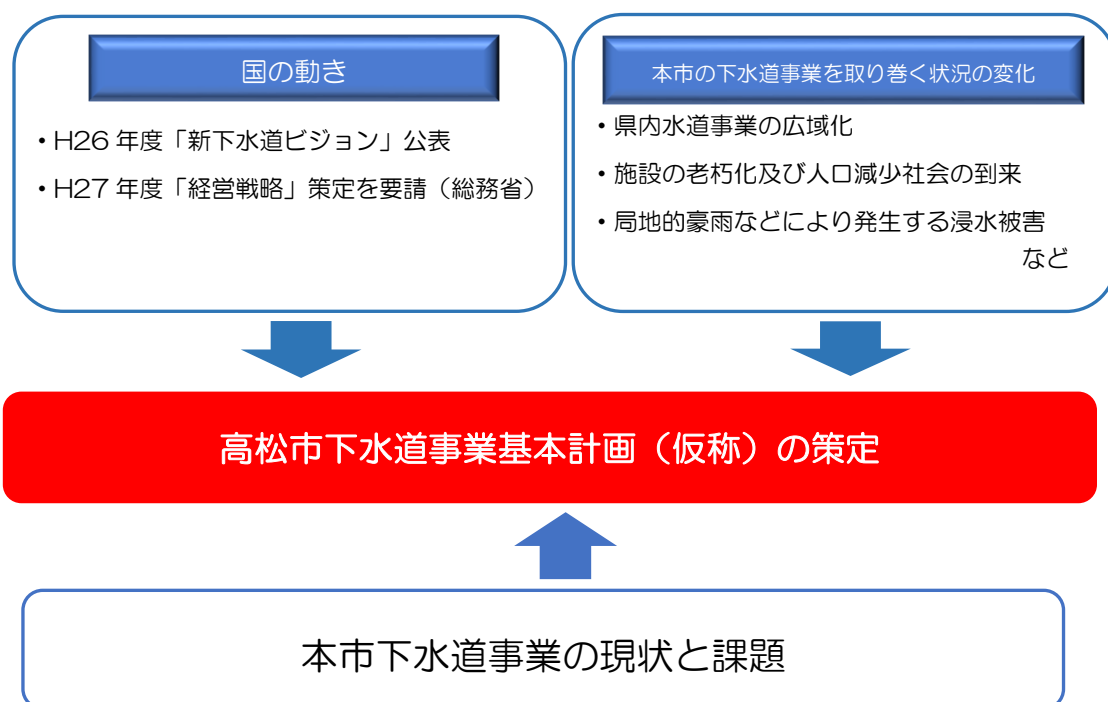 国の動き
・H26 年度「新下水道ビジョン」公表
・H27 年度「経営戦略」策定を要請（総務省）
本市の下水道事業を取り巻く状況の変化
・県内水道事業の広域化
・施設の老朽化及び人口減少社会の到来
・局地的豪雨などにより発生する浸水被害
など
高松市下水道事業基本計画（仮称）の策定
本市下水道事業の現状と課題